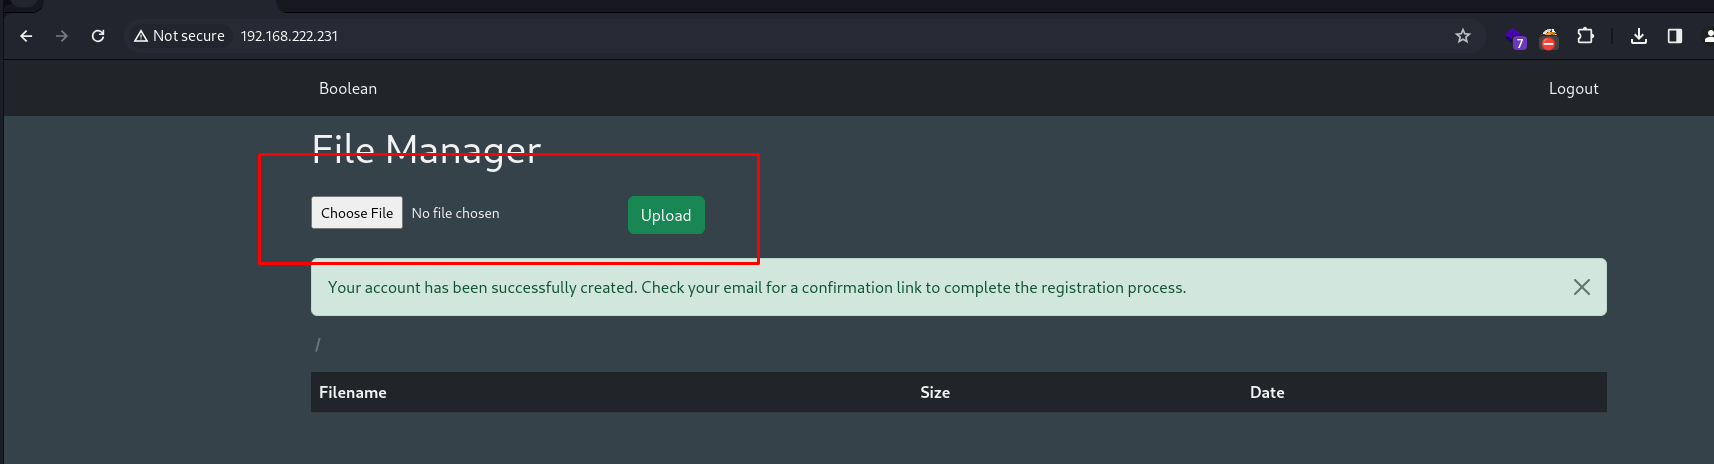 Not secure 192.168.222.231
7
Boolean Logout
File Manager
Choose File No file chosen Upload
Your account has been successfully created. Check your email for a confirmation link to complete the registration process.
/
Filename Size Date